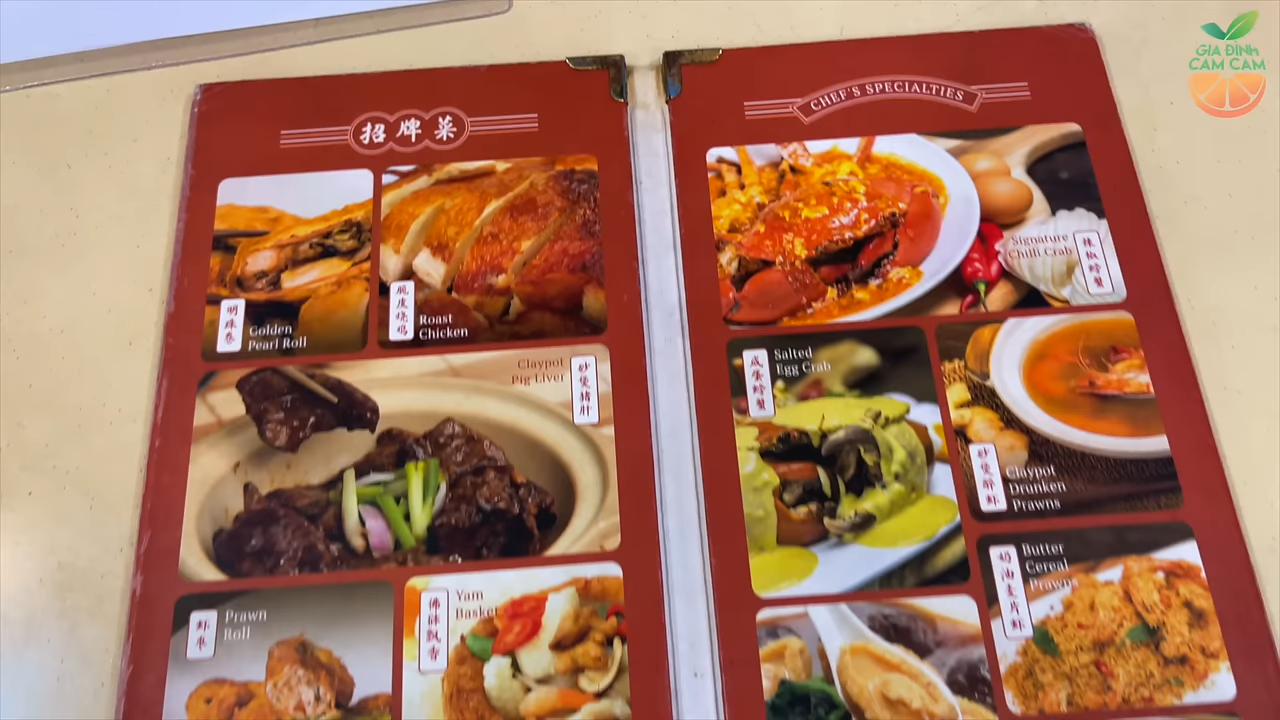 GIA ĐÌNH
CAM CAM
招牌菜
明珠卷
Golden
Pearl Roll
脆皮烧鸡
Roast
Chicken
Claypot
Pig Liver
砂煲猪肝
虾枣
Prawn
Roll
佛砵飘香
Yam
Basket
CHEF'S SPECIALTIES
Signature
Chilli Crab
辣椒螃蟹
咸蛋螃蟹
Salted
Egg Crab
砂煲醉虾
Claypot
Drunken
Prawns
奶油麦片虾
Butter
Cereal
Prawns